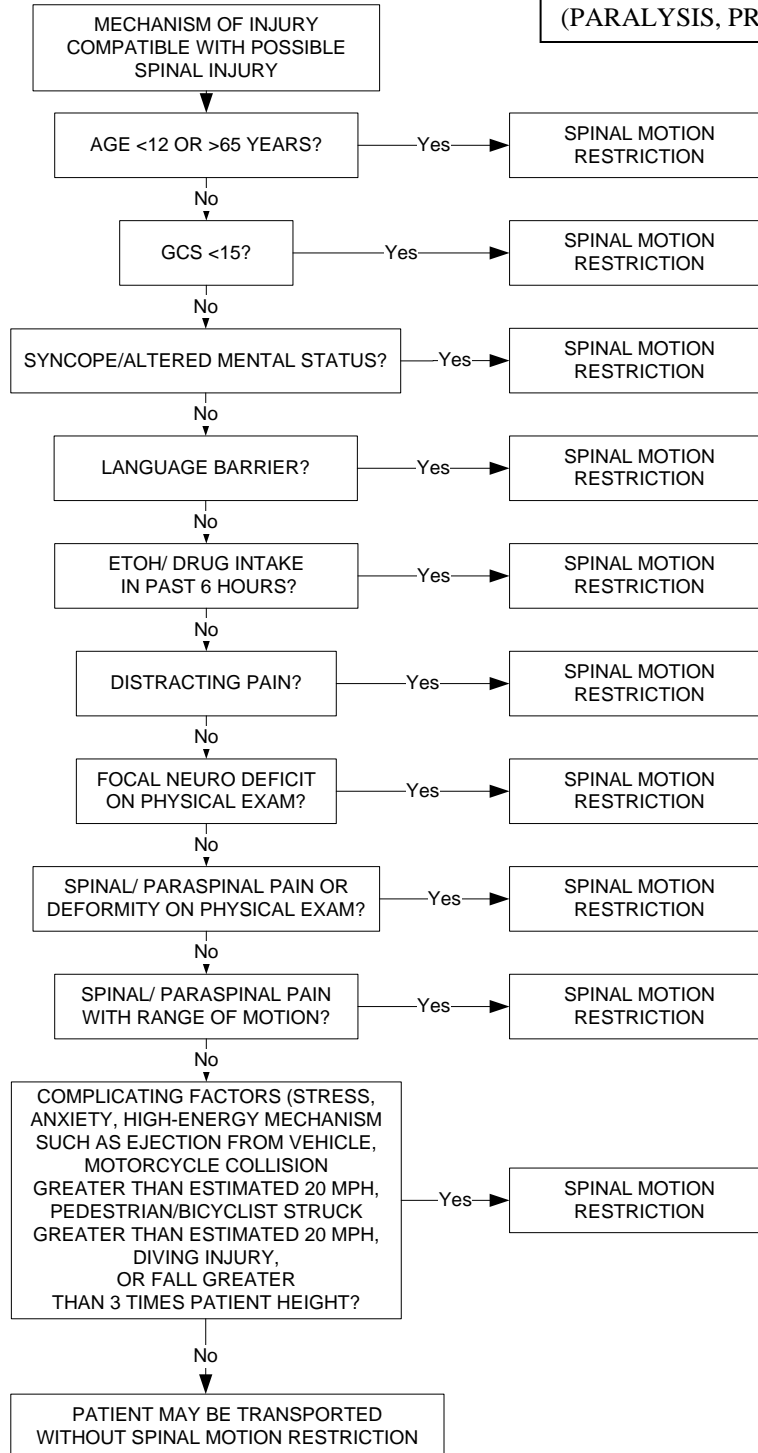 (PARALYSIS, PR
MECHANISM OF INJURY
COMPATIBLE WITH POSSIBLE
SPINAL INJURY
AGE <12 OR >65 YEARS?
Yes
SPINAL MOTION
RESTRICTION
No
GCS <15?
Yes
SPINAL MOTION
RESTRICTION
No
SYNCOPE/ALTERED MENTAL STATUS?
Yes
SPINAL MOTION
RESTRICTION
No
LANGUAGE BARRIER?
Yes
SPINAL MOTION
RESTRICTION
No
ETOH/ DRUG INTAKE
IN PAST 6 HOURS?
Yes
SPINAL MOTION
RESTRICTION
No
DISTRACTING PAIN?
Yes
SPINAL MOTION
RESTRICTION
No
FOCAL NEURO DEFICIT
ON PHYSICAL EXAM?
Yes
SPINAL MOTION
RESTRICTION
No
SPINAL/ PARASPINAL PAIN OR
DEFORMITY ON PHYSICAL EXAM?
Yes
SPINAL MOTION
RESTRICTION
No
SPINAL/ PARASPINAL PAIN
WITH RANGE OF MOTION?
Yes
SPINAL MOTION
RESTRICTION
No
COMPLICATING FACTORS (STRESS,
ANXIETY, HIGH-ENERGY MECHANISM
SUCH AS EJECTION FROM VEHICLE,
MOTORCYCLE COLLISION
GREATER THAN ESTIMATED 20 MPH,
PEDESTRIAN/BICYCLIST STRUCK
GREATER THAN ESTIMATED 20 MPH,
DIVING INJURY,
OR FALL GREATER
THAN 3 TIMES PATIENT HEIGHT?
Yes
SPINAL MOTION
RESTRICTION
No
PATIENT MAY BE TRANSPORTED
WITHOUT SPINAL MOTION RESTRICTION